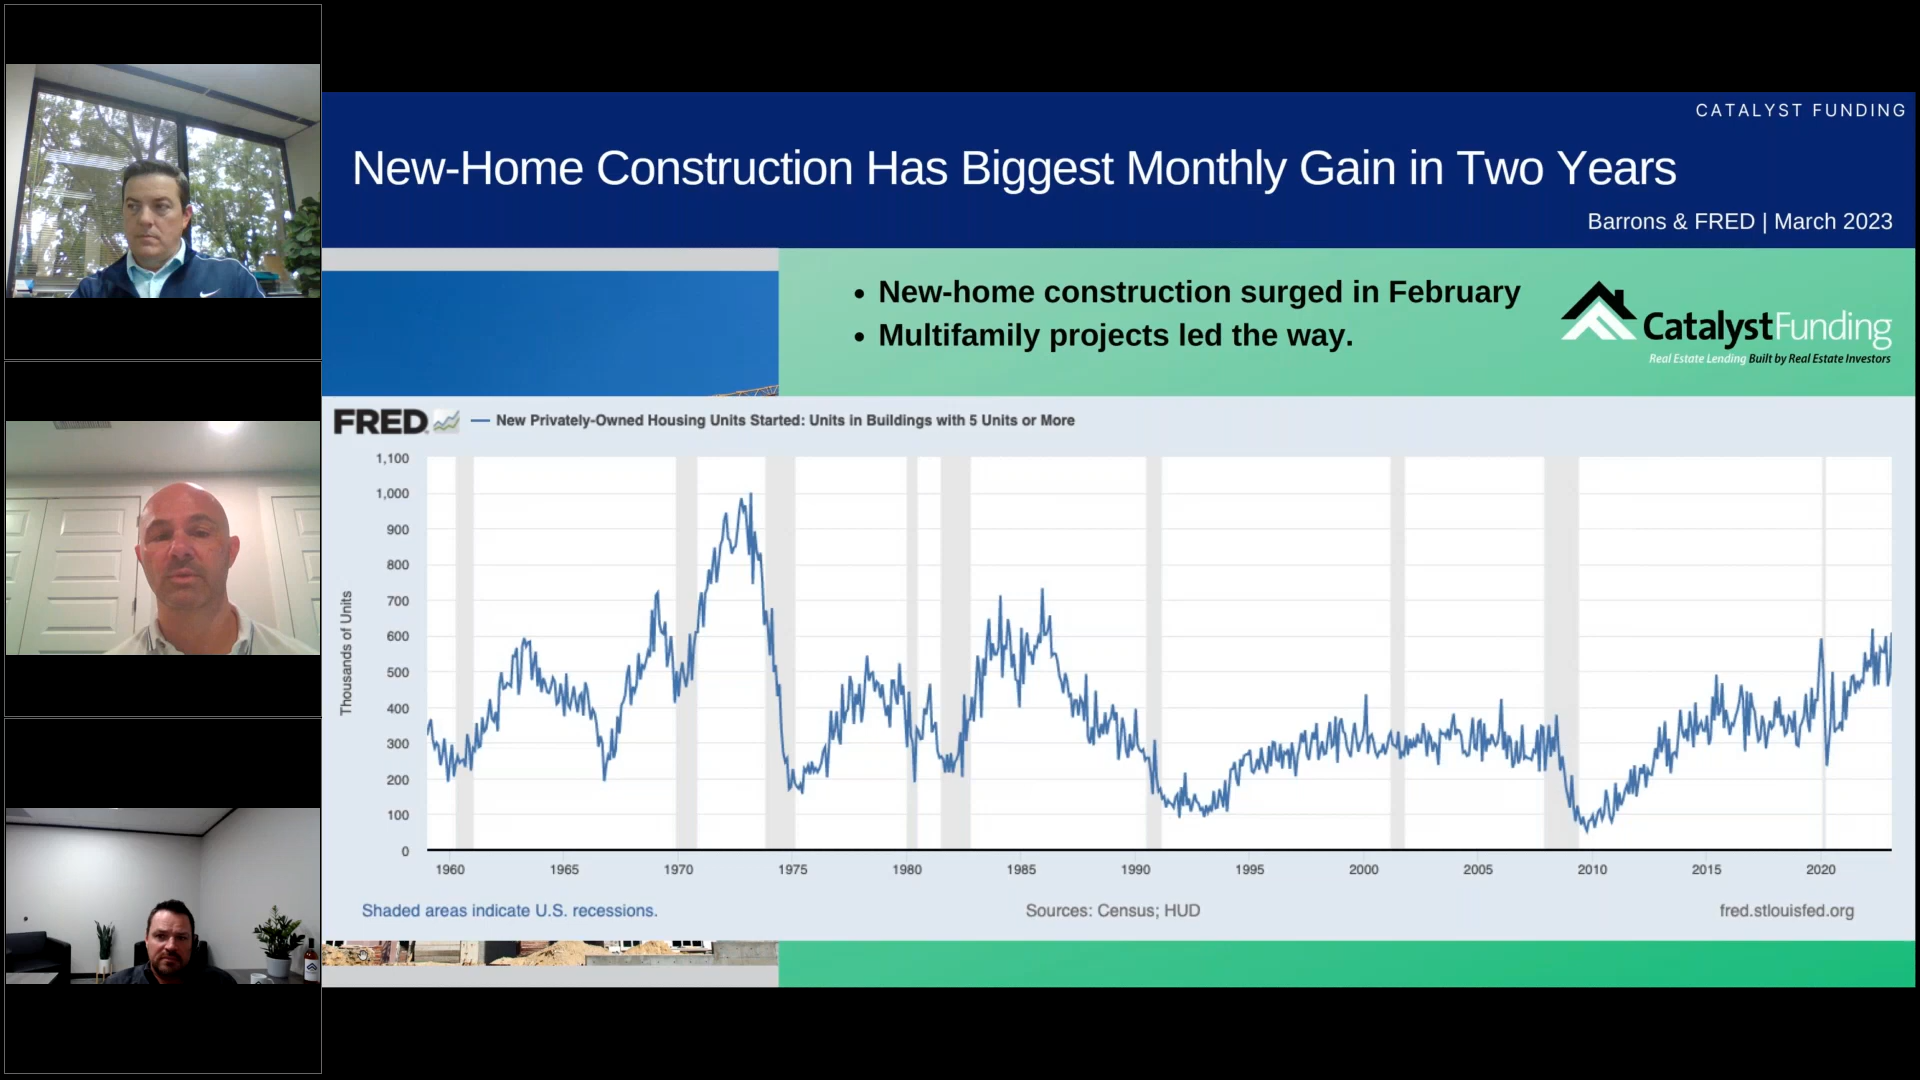 CATALYST FUNDING
New-Home Construction Has Biggest Monthly Gain in Two Years
Barrons & FRED | March 2023
• New-home construction surged in February
• Multifamily projects led the way.
CatalystFunding
Real Estate Lending Built by Real Estate Investors
FRED
New Privately-Owned Housing Units Started: Units in Buildings with 5 Units or More
Thousands of Units
1,100
1,000
900
800
700
600
500
400
300
200
100
0
1960 1965 1970 1975 1980 1985 1990 1995 2000 2005 2010 2015 2020
Shaded areas indicate U.S. recessions. Sources: Census; HUD fred.stlouisfed.org